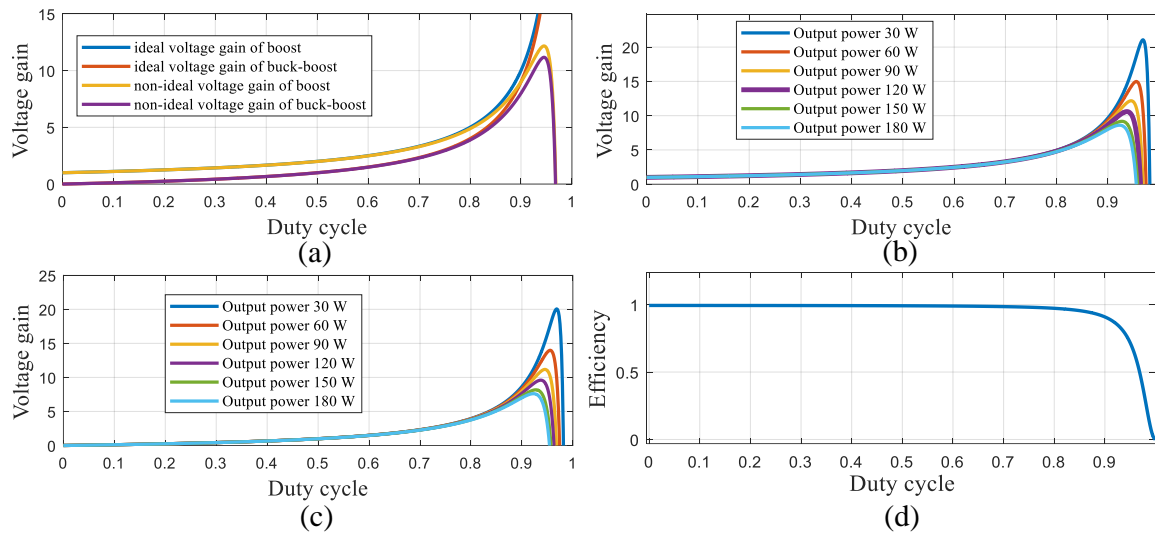 (a)
15
10
5
0
Voltage gain
ideal voltage gain of boost
ideal voltage gain of buck-boost
non-ideal voltage gain of boost
non-ideal voltage gain of buck-boost
0 0.1 0.2 0.3 0.4 0.5 0.6 0.7 0.8 0.9 1
Duty cycle
(a)
(b)
20
15
10
5
0
Voltage gain
Output power 30 W
Output power 60 W
Output power 90 W
Output power 120 W
Output power 150 W
Output power 180 W
0 0.1 0.2 0.3 0.4 0.5 0.6 0.7 0.8 0.9
Duty cycle
(b)
25
20
15
10
5
0
Voltage gain
Output power 30 W
Output power 60 W
Output power 90 W
Output power 120 W
Output power 150 W
Output power 180 W
0 0.1 0.2 0.3 0.4 0.5 0.6 0.7 0.8 0.9 1
Duty cycle
(c)
1
0.5
0
Efficiency
0 0.1 0.2 0.3 0.4 0.5 0.6 0.7 0.8 0.9
Duty cycle
(d)